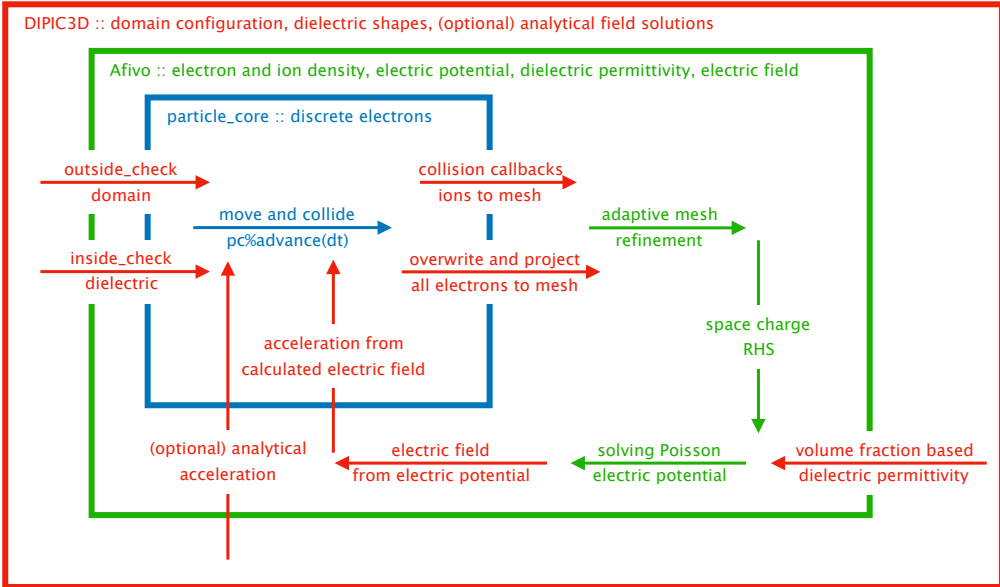 DIPIC3D :: domain configuration, dielectric shapes, (optional) analytical field solutions
Afivo :: electron and ion density, electric potential, dielectric permittivity, electric field
particle_core :: discrete electrons
outside_check
domain
collision callbacks
ions to mesh
move and collide
pc%advance(dt)
adaptive mesh
refinement
inside_check
dielectric
overwrite and project
all electrons to mesh
space charge
RHS
acceleration from
calculated electric field
(optional) analytical
acceleration
electric field
from electric potential
solving Poisson
electric potential
volume fraction based
dielectric permittivity